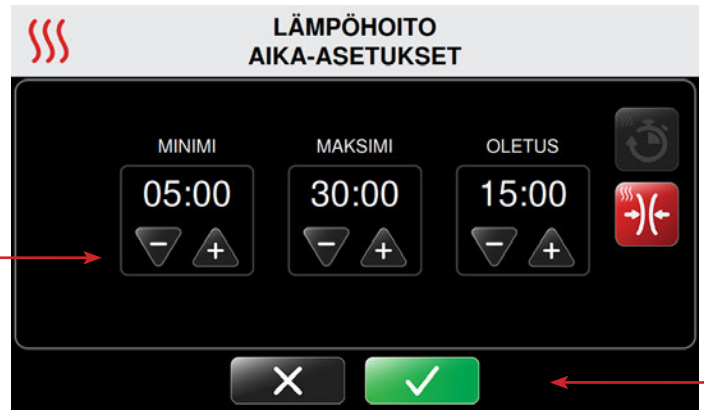 LÄMPÖHOITO
AIKA-ASETUKSET
MINIMI MAKSIMI OLETUS
05:00 30:00 15:00